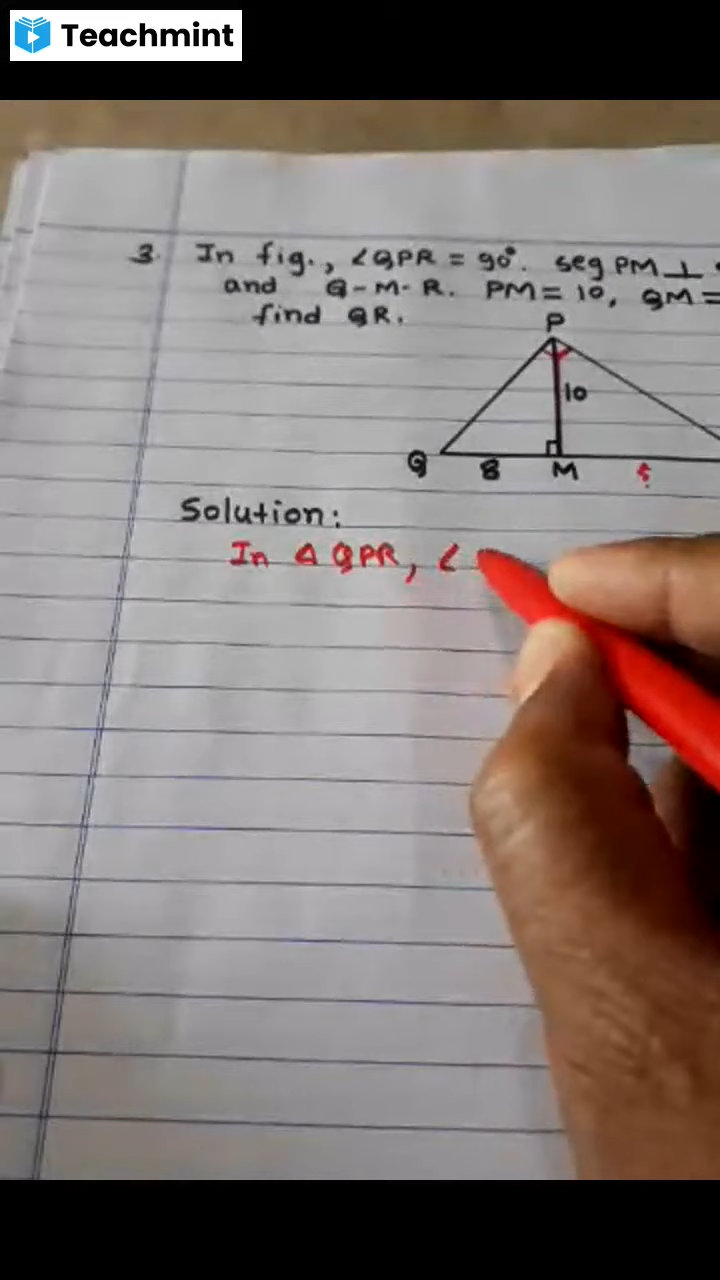 Teachmint
3. In fig., ∠QPR = 90°. seg PM ⊥
and Q-M-R. PM = 10, QM =
find QR.
P
10
Q 8 M ?
Solution:
In Δ QPR, ∠